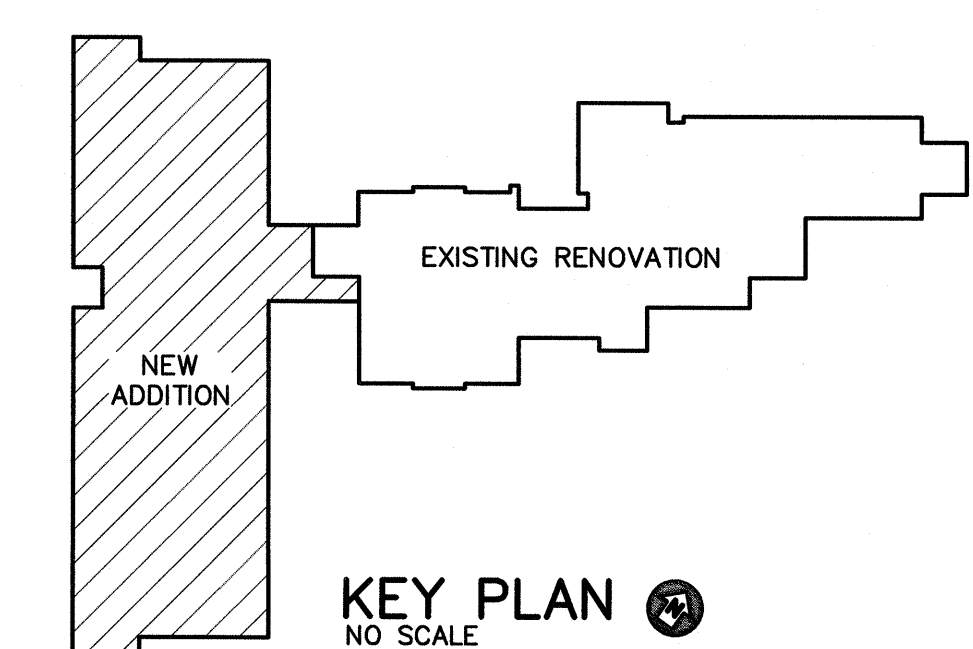 EXISTING RENOVATION
NEW
ADDITION
KEY PLAN
N
NO SCALE